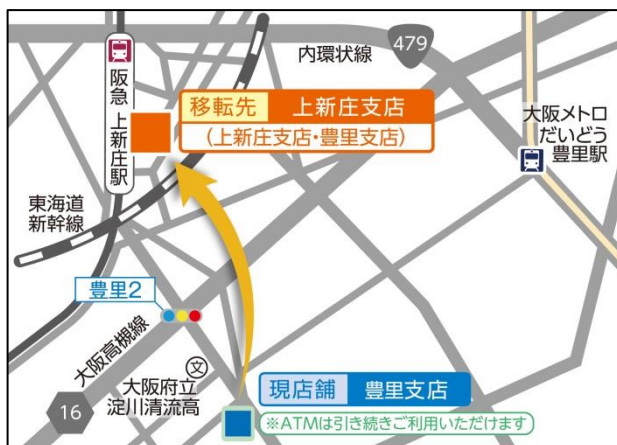 内環状線
479
阪急 上新庄駅
移転先 上新庄支店
(上新庄支店・豊里支店)
大阪メトロ
だいどう
豊里駅
東海道
新幹線
豊里2
大阪高槻線
文
大阪府立
淀川清流高
16
現店舗 豊里支店
※ATMは引き続きご利用いただけます